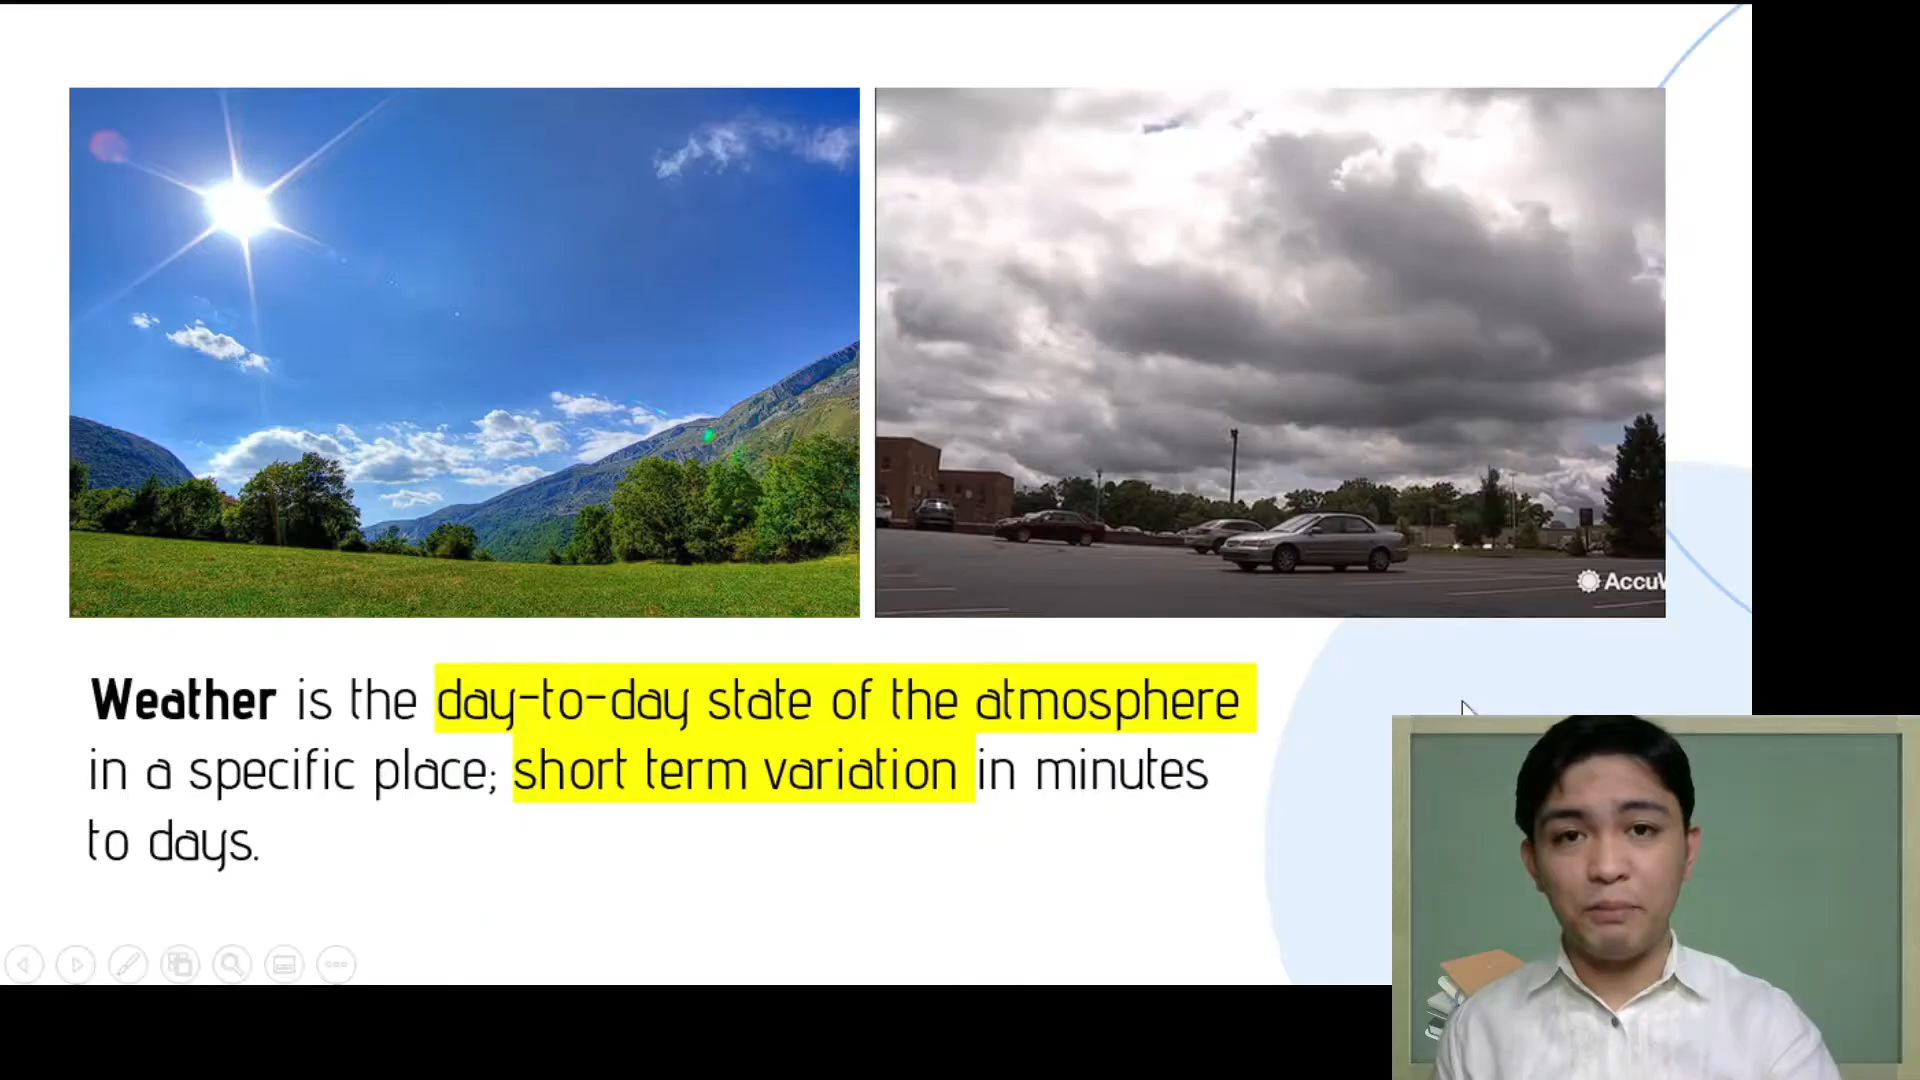 AccuW
Weather is the day-to-day state of the atmosphere
in a specific place; short term variation in minutes
to days.